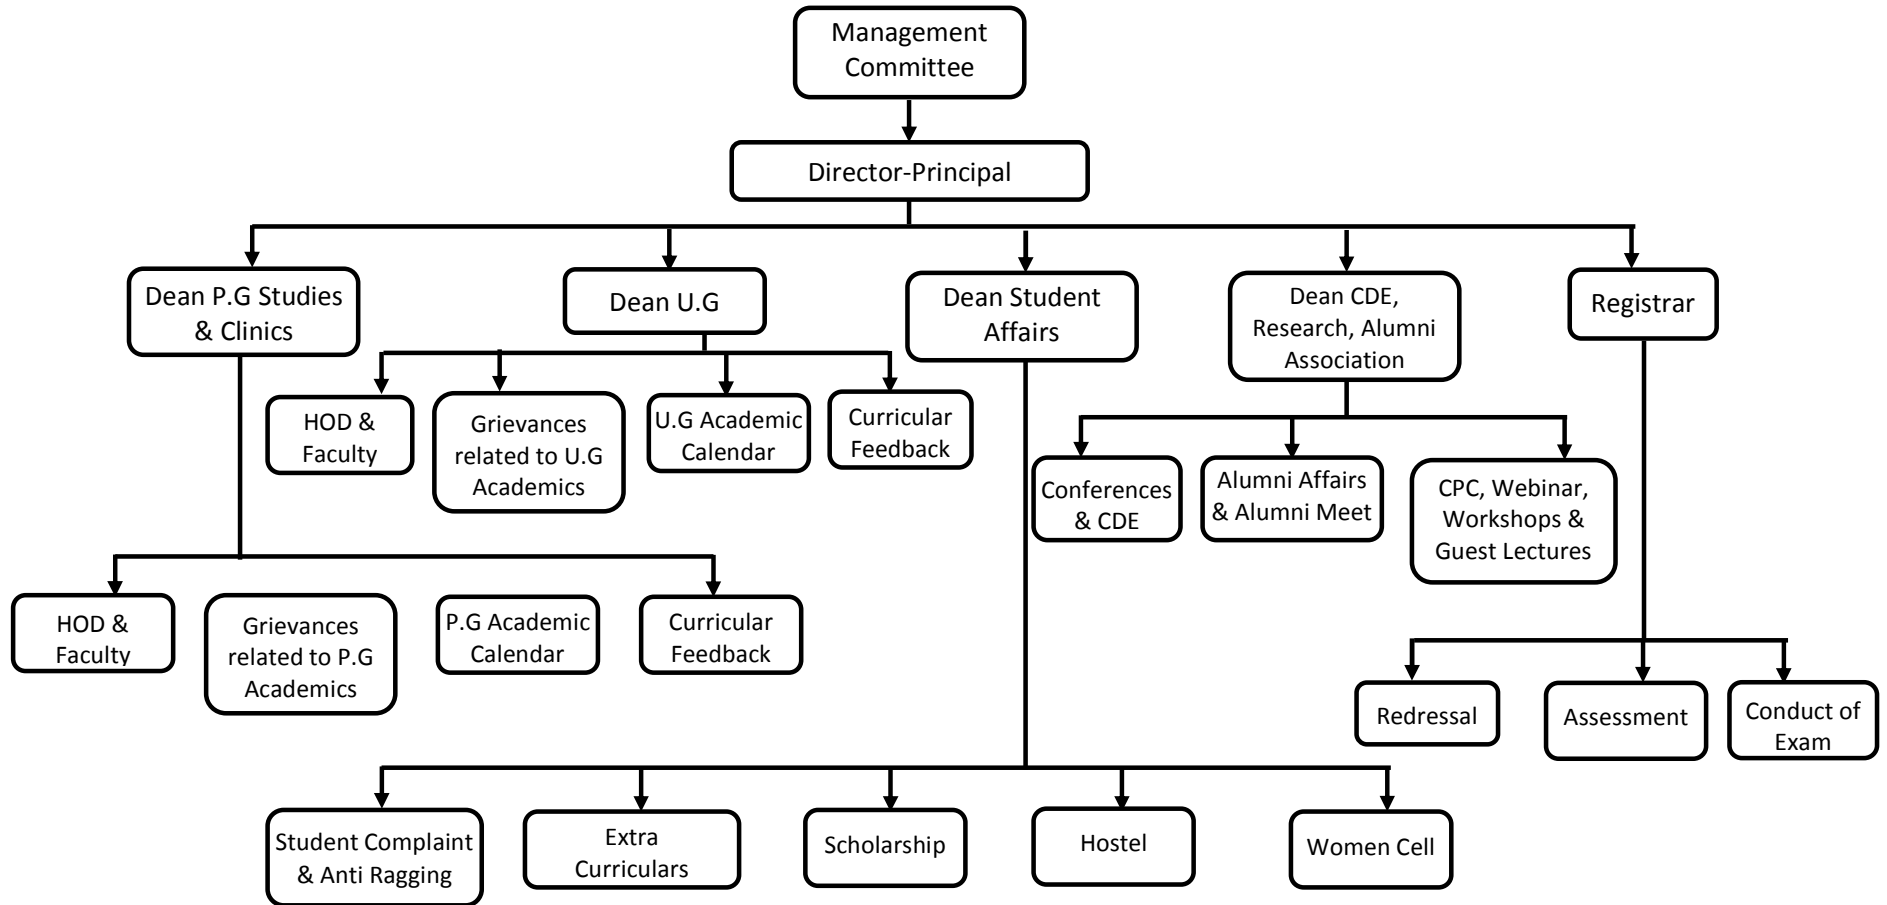 Management
Committee
Director-Principal
Dean P.G Studies
& Clinics
Dean U.G
Dean Student
Affairs
Dean CDE,
Research, Alumni
Association
Registrar
HOD &
Faculty
Grievances
related to U.G
Academics
U.G Academic
Calendar
Curricular
Feedback
Conferences
& CDE
Alumni Affairs
& Alumni Meet
CPC, Webinar,
Workshops &
Guest Lectures
HOD &
Faculty
Grievances
related to P.G
Academics
P.G Academic
Calendar
Curricular
Feedback
Redressal
Assessment
Conduct of
Exam
Student Complaint
& Anti Ragging
Extra
Curriculars
Scholarship
Hostel
Women Cell